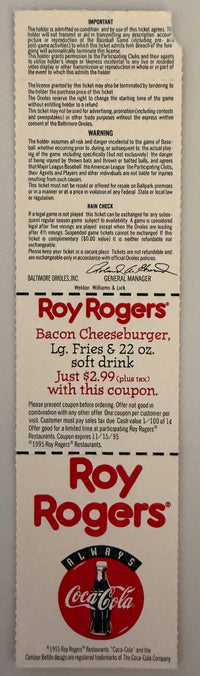 IMPORTANT
The holder is admitted on condition, and by use of this ticket agrees. The
holder will not transmit or aid in transmitting any description account,
picture or reproduction of the Baseball Game (including pre- and
post-game activities) to which this ticket admits him. Breach of the fore-
going will automatically terminate this license.
The holder grants permission to the Participating Clubs and their agents
to utilize holder's image or likeness incidental to any live or recorded
video display or other transmission or reproduction in whole or in part of
the event to which this admits the holder
The license granted by this ticket may also be terminated by tendering to
the holder the purchase price of this ticket.
The Orioles reserve the right to change the starting time of the game
without entitling holder to a refund
This ticket may not be used for advertising, promotion (including contests
and sweepstakes) or other trade purposes without the express written
consent of the Baltimore Orioles.
WARNING
The holder assumes all risk and danger incidental to the game of Base-
ball whether occurring prior to, during, or subsequent to, the actual play-
ing of the game including specifically (but not exclusively) the danger
of being injured by thrown bats and thrown or batted balls, and agrees
that Major League Baseball the American League, the Participating Clubs,
their Agents and Players and other individuals are not liable for injuries
resulting from such causes.
This ticket must not be resold or offered for resale on Ballpark premises
or in a manner or at a price in violation of any Federal State or local law
or regulation.
RAIN CHECK
If a legal game is not played this ticket can be exchanged for any subse-
quent regular season game subject to availability. A game is considered
legal after five innings are played except when the Orioles are leading
after 4½ innings. Suspended game tickets cannot be exchanged If this
ticket is complimentary ($0.00 value) it is neither refundable nor
exchangeable.
Please keep your ticket in a secure place Tickets are not refundable and
are exchangeable only in accordance with official Orioles policies.
BALTIMORE ORIOLES, INC. GENERAL MANAGER
Weldon Williams & Lick
Roy Rogers®
Bacon Cheeseburger,
Lg. Fries & 22 oz.
soft drink
Just $2.99 (plus tax)
with this coupon.
Please present coupon before ordering. Offer not good in
combination with any other offer One coupon per customer per
visit. Customer must pay sales tax due. Cash value 1/100 of 1¢
Offer good for a limited time at participating Roy Rogers®
Restaurants. Coupon expires 11/15/95
©1995 Roy Rogers® Restaurants.
Roy
Rogers®
ALWAYS
Coca-Cola
©1995 Roy Rogers® Restaurants. "Coca-Cola" and the
Contour Bottle design are registered trademarks of The Coca-Cola Company